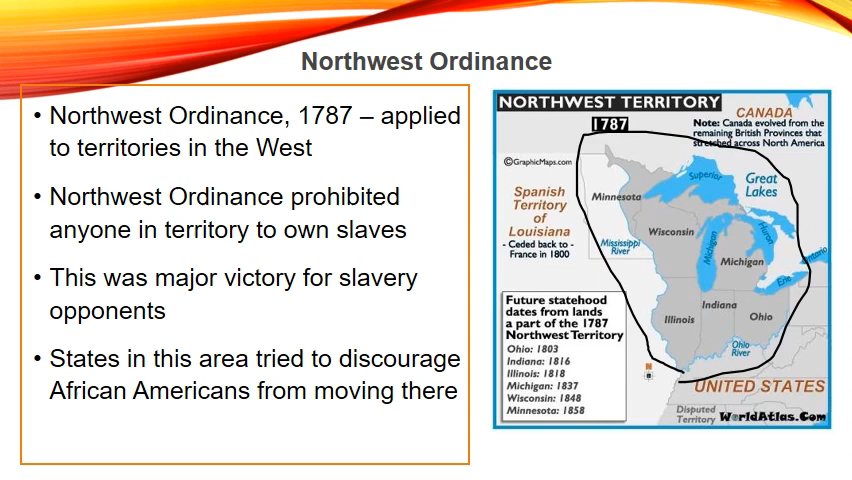 Northwest Ordinance
• Northwest Ordinance, 1787 – applied
to territories in the West
• Northwest Ordinance prohibited
anyone in territory to own slaves
• This was major victory for slavery
opponents
• States in this area tried to discourage
African Americans from moving there
NORTHWEST TERRITORY
1787
CANADA
Note: Canada evolved from the
remaining British Provinces that
stretched across North America
©GraphicMaps.com
Spanish
Territory
of
Louisiana
- Ceded back to -
France in 1800
Minnesota
Superior
Great
Lakes
Wisconsin
Mississippi
River
Michigan
Huron
Michigan
Ontario
Erie
Indiana
Illinois
Ohio
Ohio
River
Future statehood
dates from lands
a part of the 1787
Northwest Territory
Ohio: 1803
Indiana: 1816
Illinois: 1818
Michigan: 1837
Wisconsin: 1848
Minnesota: 1858
N
UNITED STATES
Disputed
Territory
WorldAtlas.Com